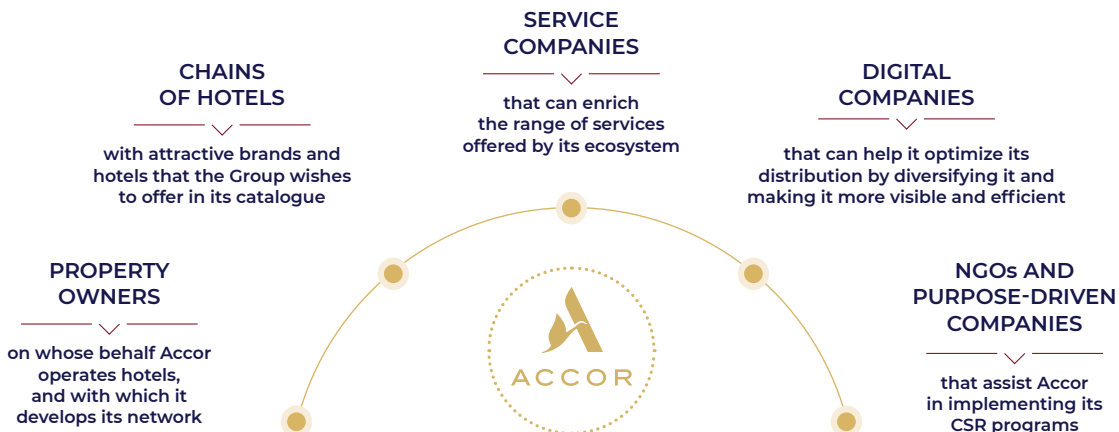 SERVICE
COMPANIES
that can enrich
the range of services
offered by its ecosystem
CHAINS
OF HOTELS
with attractive brands and
hotels that the Group wishes
to offer in its catalogue
DIGITAL
COMPANIES
that can help it optimize its
distribution by diversifying it and
making it more visible and efficient
PROPERTY
OWNERS
on whose behalf Accor
operates hotels,
and with which it
develops its network
ACCOR
NGOs AND
PURPOSE-DRIVEN
COMPANIES
that assist Accor
in implementing its
CSR programs